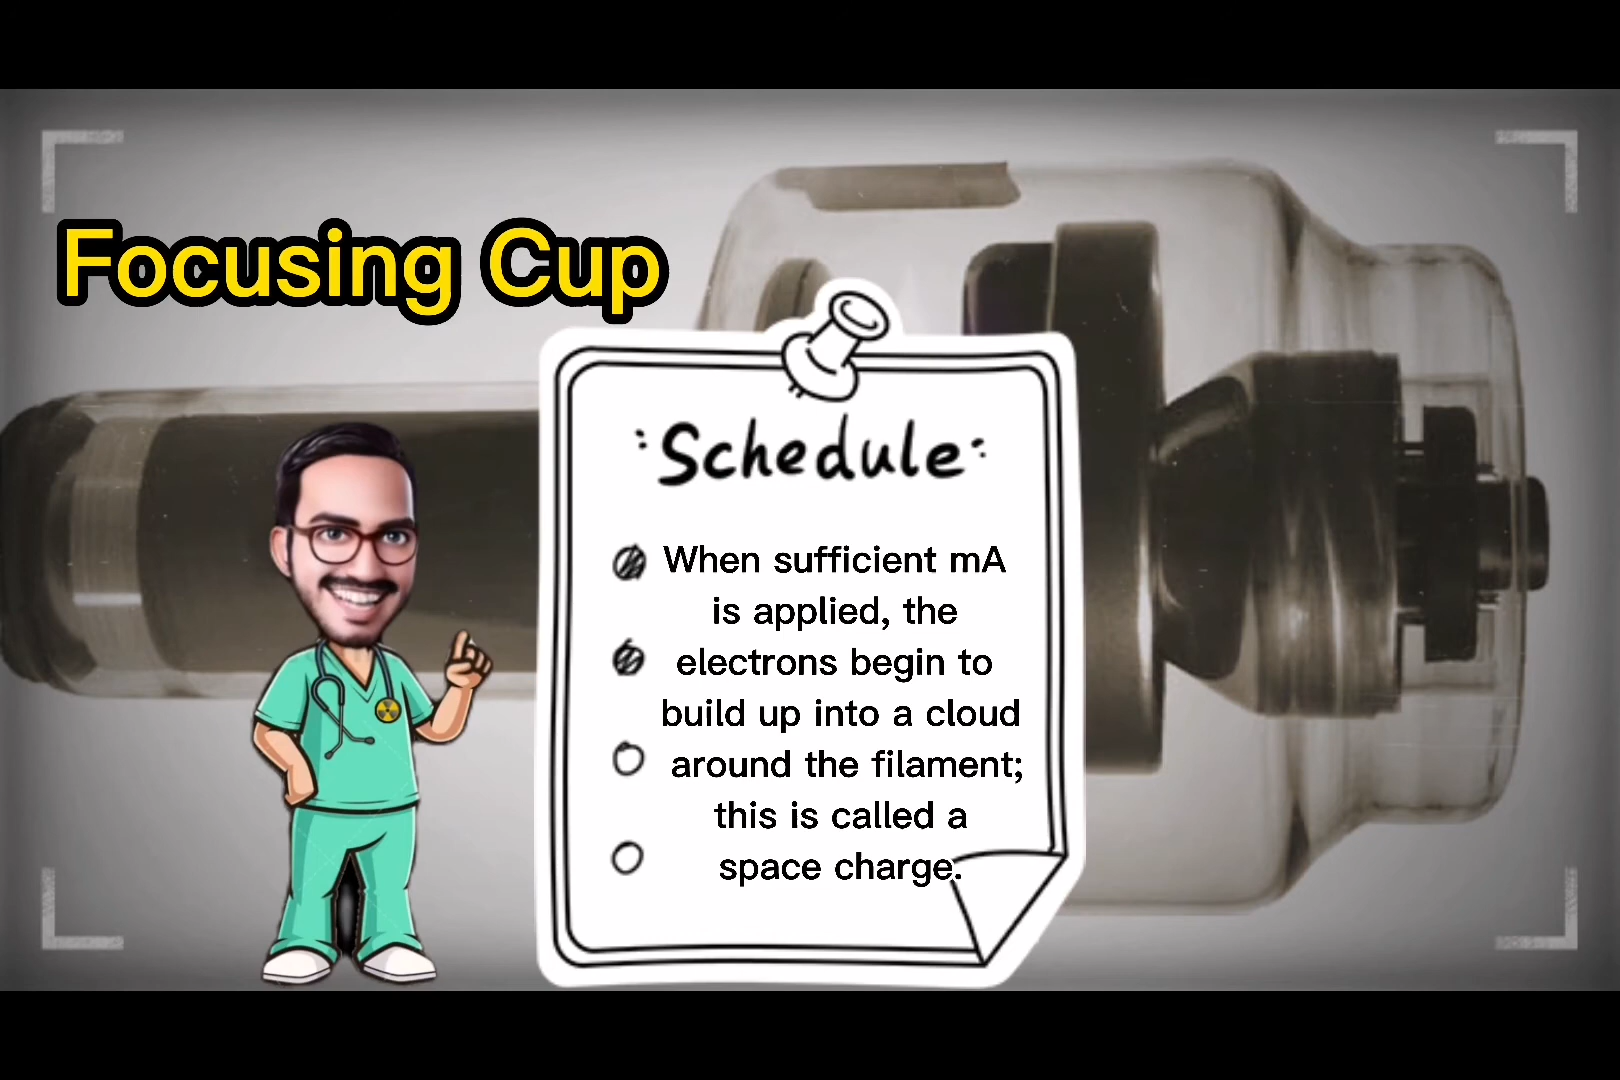 Focusing Cup
Schedule
When sufficient mA
is applied, the
electrons begin to
build up into a cloud
around the filament;
this is called a
space charge.